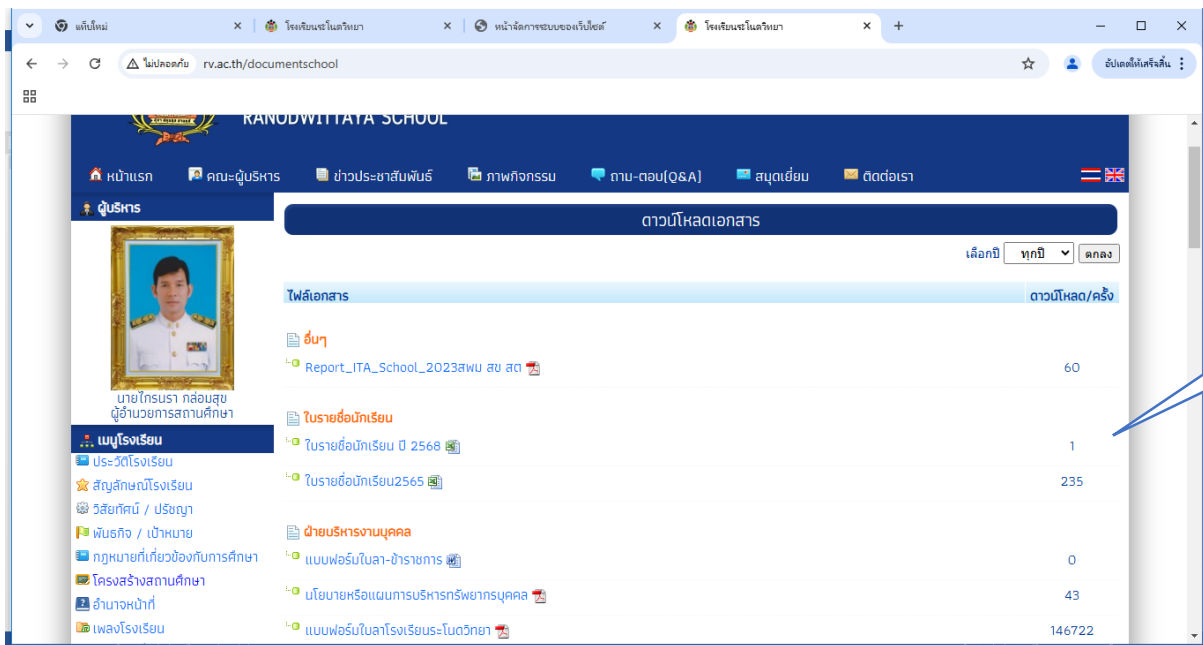 แท็บใหม่
โรงเรียนระโนดวิทยา
หน้าจัดการระบบของเว็บไซต์
โรงเรียนระโนดวิทยา
ไม่ปลอดภัย rv.ac.th/documentschool
อัปเดตให้เสร็จสิ้น
RANODWITTAYA SCHOOL
หน้าแรก คณะผู้บริหาร ข่าวประชาสัมพันธ์ ภาพกิจกรรม ถาม-ตอบ(Q&A) สมุดเยี่ยม ติดต่อเรา
ผู้บริหาร
นายไกรนรา กล่อมสุข
ผู้อำนวยการสถานศึกษา
เมนูโรงเรียน
ประวัติโรงเรียน
สัญลักษณ์โรงเรียน
วิสัยทัศน์ / ปรัชญา
พันธกิจ / เป้าหมาย
กฎหมายที่เกี่ยวข้องกับการศึกษา
โครงสร้างสถานศึกษา
อำนาจหน้าที่
เพลงโรงเรียน
ดาวน์โหลดเอกสาร
เลือกปี ทุกปี ตกลง
ไฟล์เอกสาร ดาวน์โหลด/ครั้ง
อื่นๆ
Report_ITA_School_2023สพม สข สต 60
ใบรายชื่อนักเรียน
ใบรายชื่อนักเรียน ปี 2568 1
ใบรายชื่อนักเรียน2565 235
ฝ่ายบริหารงานบุคคล
แบบฟอร์มใบลา-ข้าราชการ 0
นโยบายหรือแผนการบริหารทรัพยากรบุคคล 43
แบบฟอร์มใบลาโรงเรียนระโนดวิทยา 146722